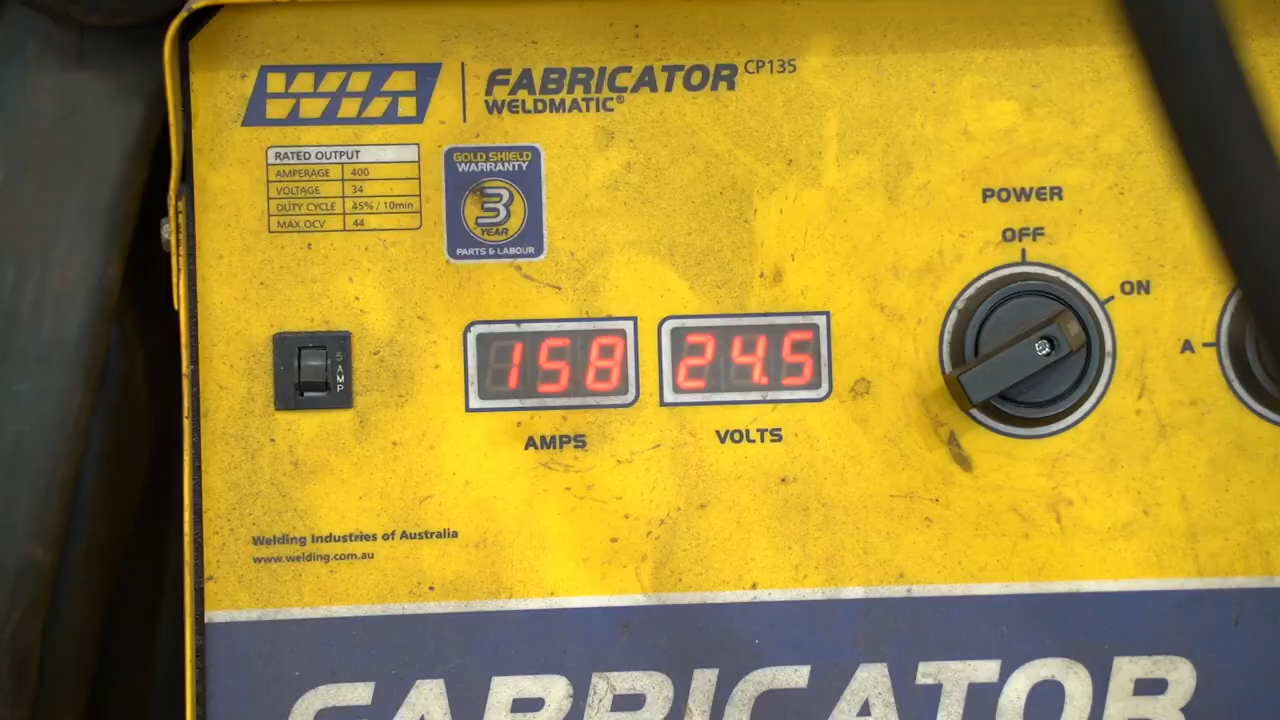 WIA
FABRICATOR CP135
WELDMATIC®
RATED OUTPUT
AMPERAGE 400
VOLTAGE 34
DUTY CYCLE 45% / 10min
MAX.OCV 44
GOLD SHIELD
WARRANTY
3
YEAR
PARTS & LABOUR
POWER
OFF
ON
A
5 AMP
158
24.5
AMPS
VOLTS
Welding Industries of Australia
www.welding.com.au
FABRICATOR